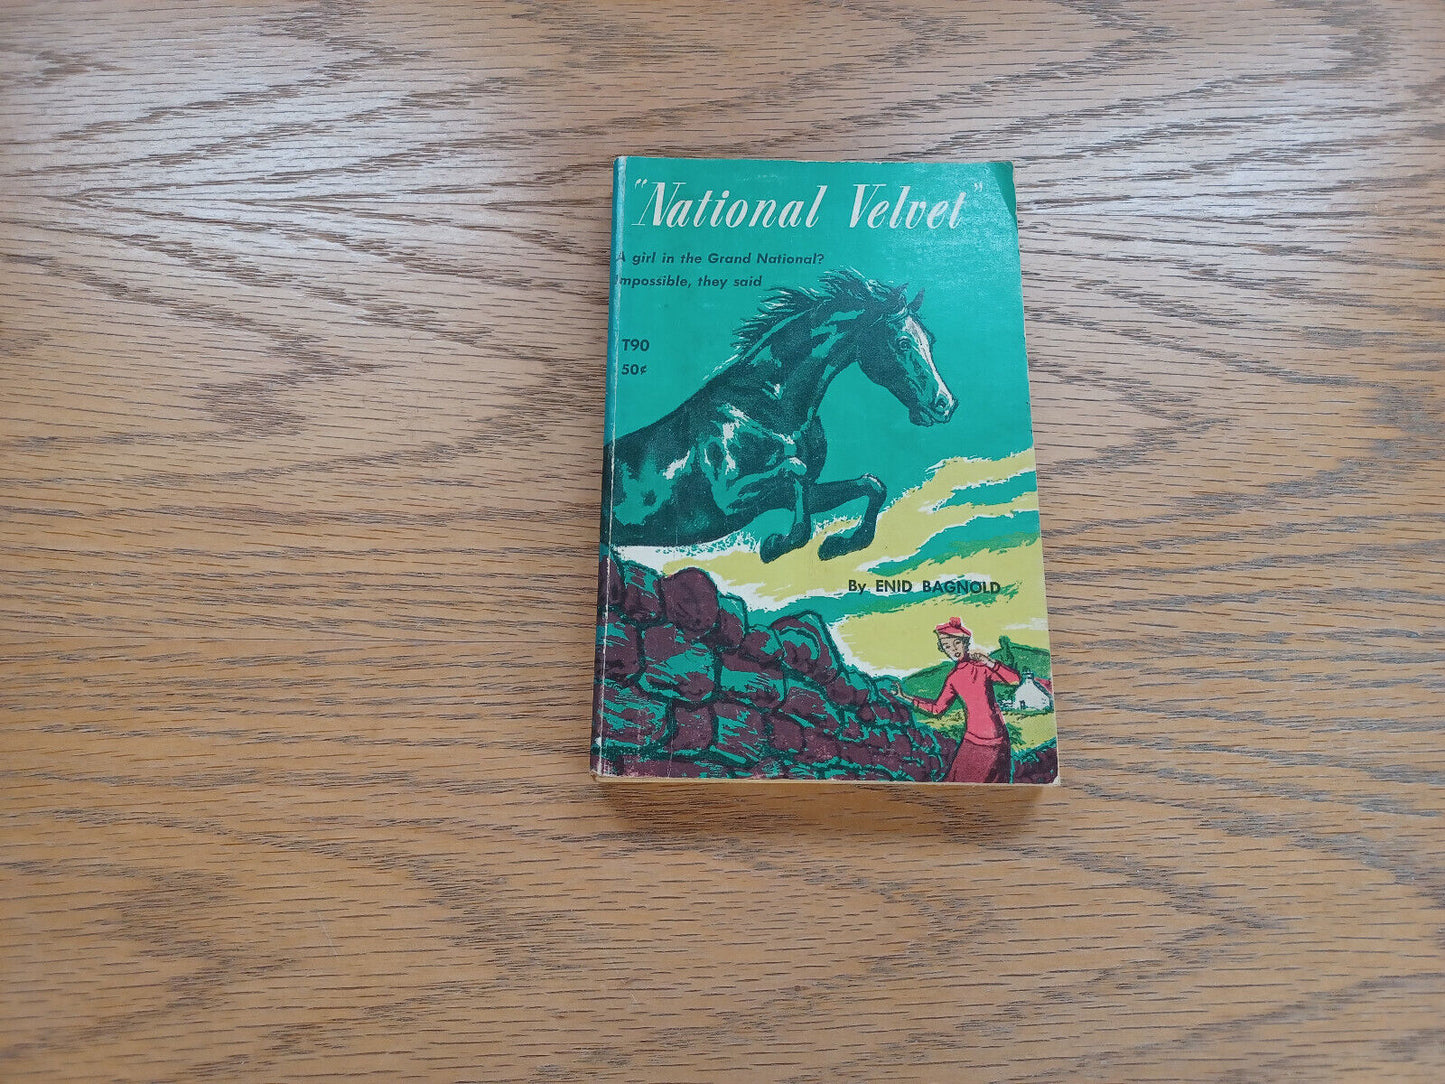 "National Velvet"
A girl in the Grand National?
Impossible, they said
T90
50¢
By ENID BAGNOLD